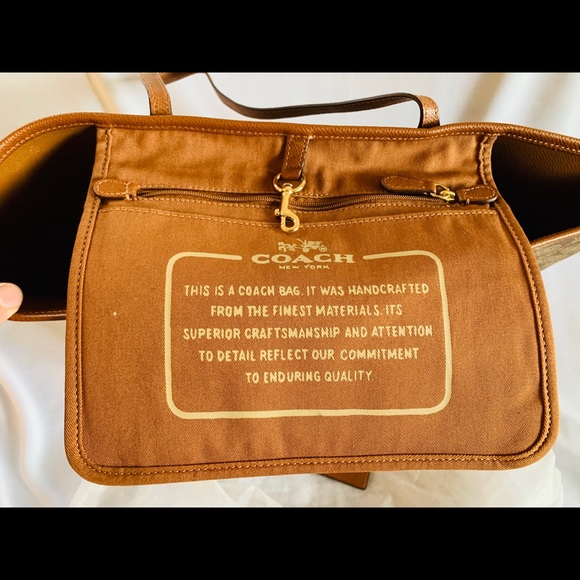 COACH
NEW YORK
THIS IS A COACH BAG. IT WAS HANDCRAFTED
FROM THE FINEST MATERIALS. ITS
SUPERIOR CRAFTSMANSHIP AND ATTENTION
TO DETAIL REFLECT OUR COMMITMENT
TO ENDURING QUALITY.